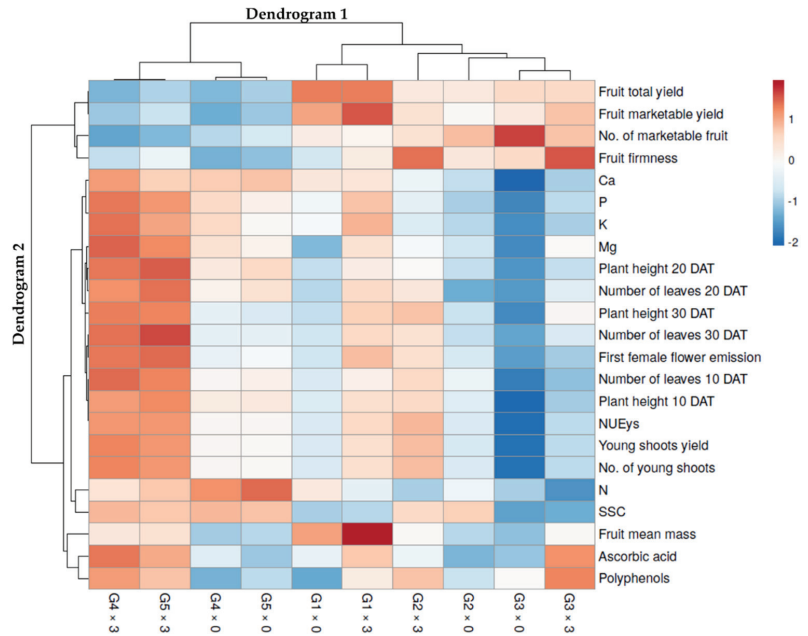 Dendrogram 1
Dendrogram 2
Fruit total yield
Fruit marketable yield
No. of marketable fruit
Fruit firmness
Ca
P
K
Mg
Plant height 20 DAT
Number of leaves 20 DAT
Plant height 30 DAT
Number of leaves 30 DAT
First female flower emission
Number of leaves 10 DAT
Plant height 10 DAT
NUEys
Young shoots yield
No. of young shoots
N
SSC
Fruit mean mass
Ascorbic acid
Polyphenols
1
0
-1
-2
G4 × 3
G5 × 3
G4 × 0
G5 × 0
G1 × 0
G1 × 3
G2 × 3
G2 × 0
G3 × 0
G3 × 3